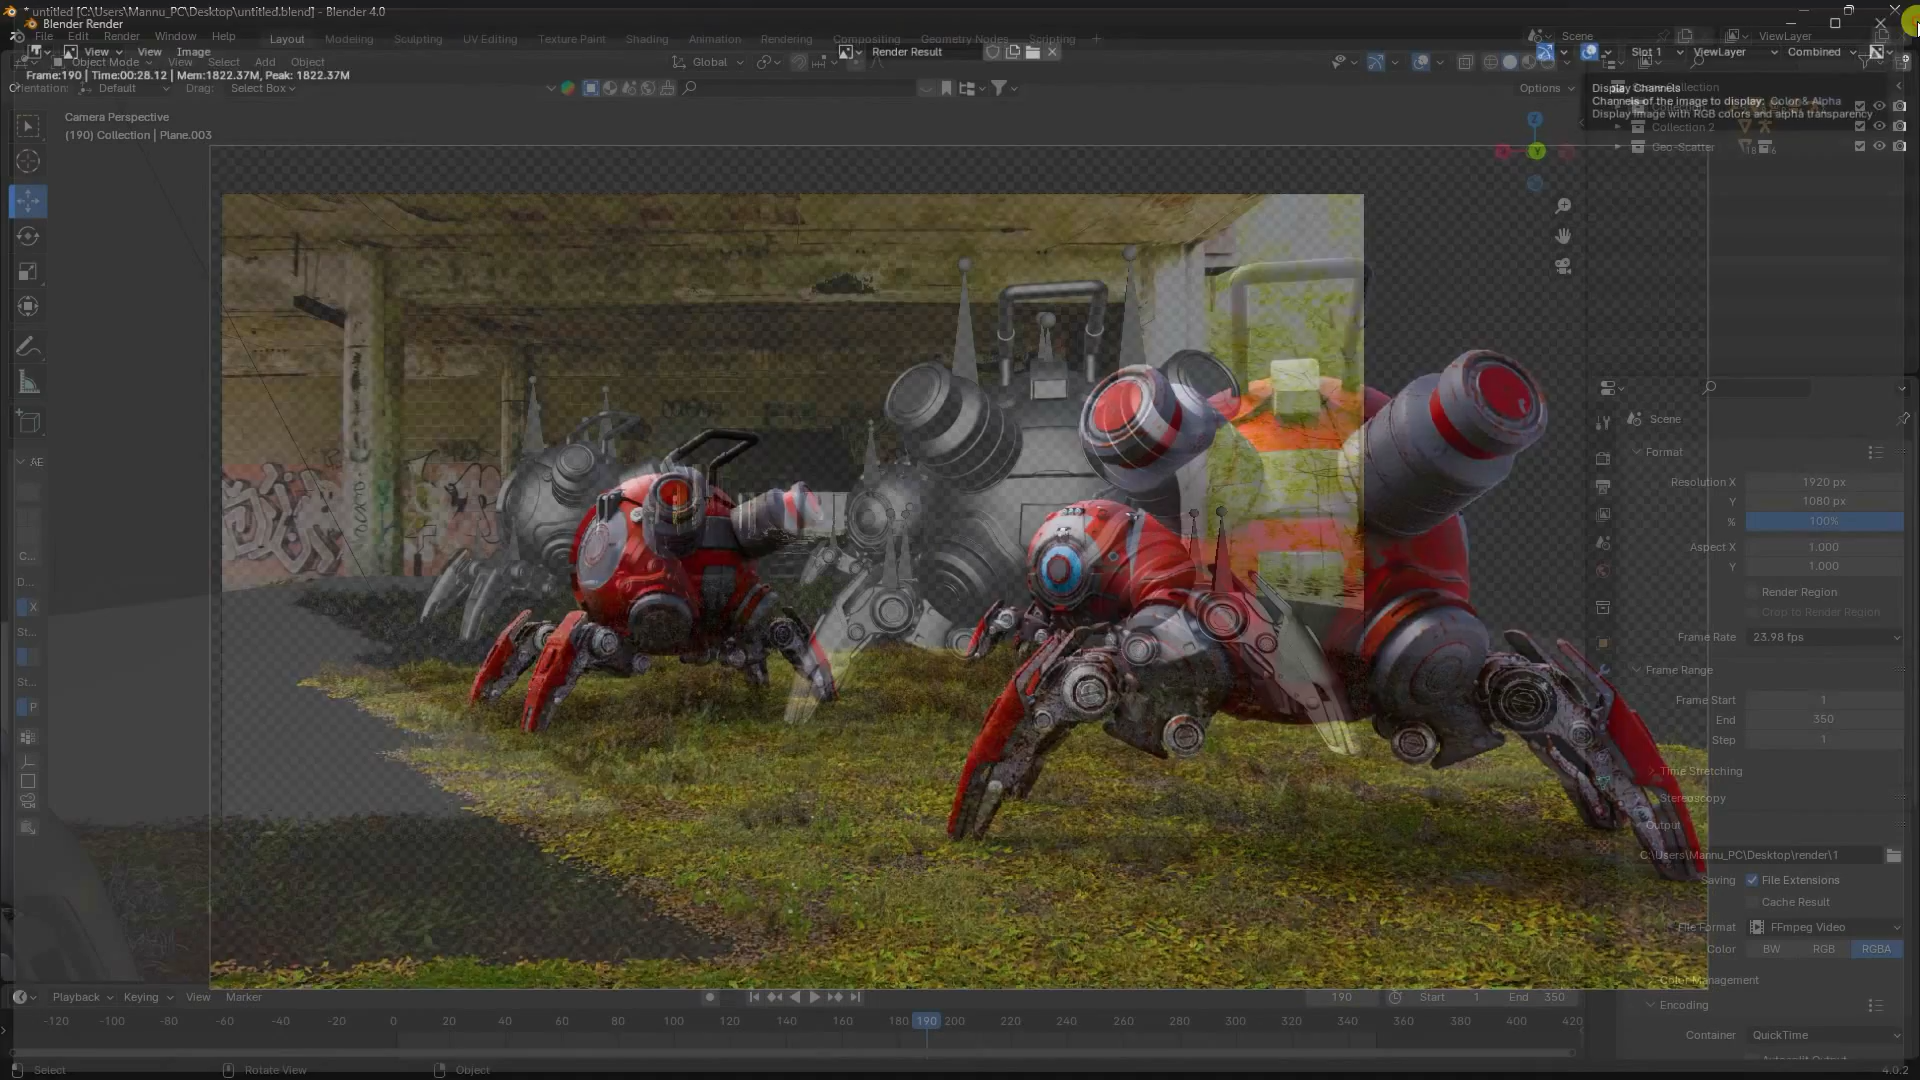 * untitled [C:\Users\Mannu_PC\Desktop\untitled.blend] - Blender 4.0
Blender Render
File Edit Render Window Help
Layout Modeling Sculpting UV Editing Texture Paint Shading Animation Rendering Compositing Geometry Nodes Scripting +
Scene
ViewLayer
View View Image
Render Result
Slot 1 ViewLayer Combined
Object Mode View Select Add Object
Global
Frame:190 | Time:00:28.12 | Mem:1822.37M, Peak: 1822.37M
Orientation: Default Drag: Select Box
Options
Display Channels
Channels of the image to display: Color & Alpha
Display image with RGB colors and alpha transparency
Camera Perspective
(190) Collection | Plane.003
Collection 2
Geo-Scatter
18 6
Z
Y
Scene
Format
Resolution X 1920 px
Y 1080 px
% 100%
Aspect X 1.000
Y 1.000
Render Region
Crop to Render Region
Frame Rate 23.98 fps
Frame Range
Frame Start 1
End 350
Step 1
Time Stretching
Stereoscopy
Output
C:\Users\Mannu_PC\Desktop\render\1
Saving File Extensions
Cache Result
File Format FFmpeg Video
Color BW RGB RGBA
Color Management
Encoding
Container QuickTime
AE
C...
D...
X
St...
St...
P
Playback Keying View Marker
190 Start 1 End 350
-120 -100 -80 -60 -40 -20 0 20 40 60 80 100 120 140 160 180 190 200 220 240 260 280 300 320 340 360 380 400 420
Select Rotate View Object
4.0.2